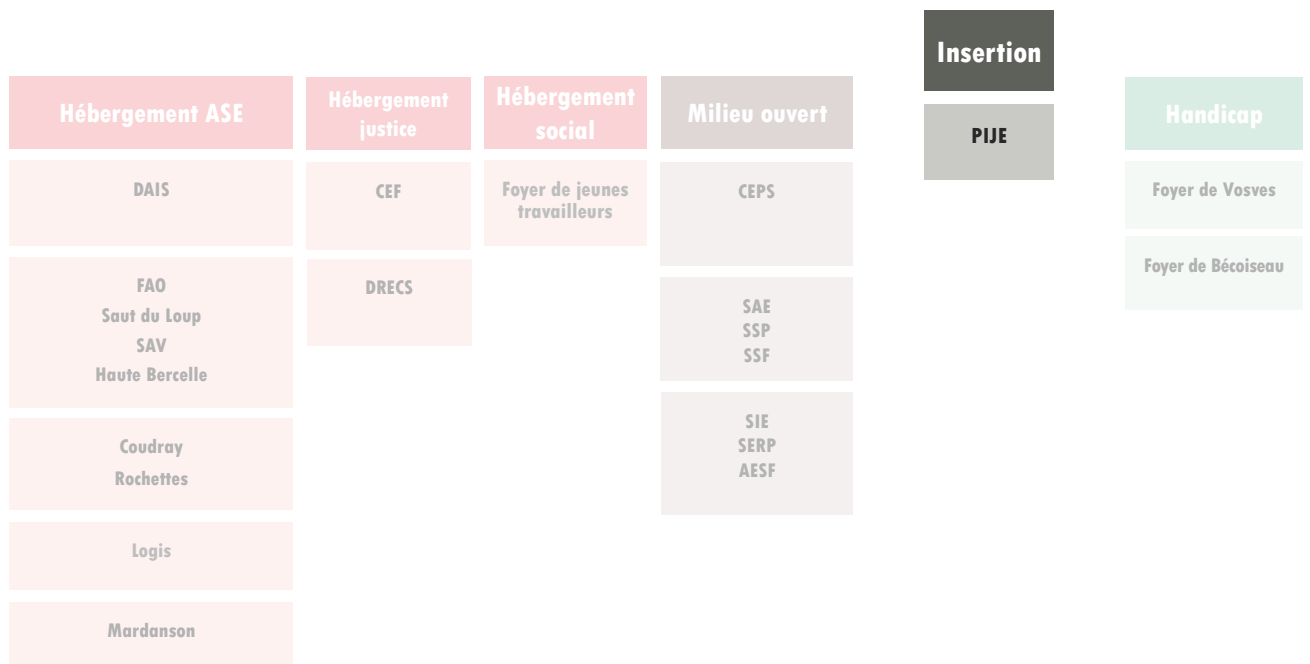 Hébergement ASE
DAIS
FAO
Saut du Loup
SAV
Haute Bercelle
Coudray
Rochettes
Logis
Mardanson
Hébergement
justice
CEF
DRECS
Hébergement
social
Foyer de jeunes
travailleurs
Milieu ouvert
CEPS
SAE
SSP
SSF
SIE
SERP
AESF
Insertion
PIJE
Handicap
Foyer de Vosves
Foyer de Bécoiseau